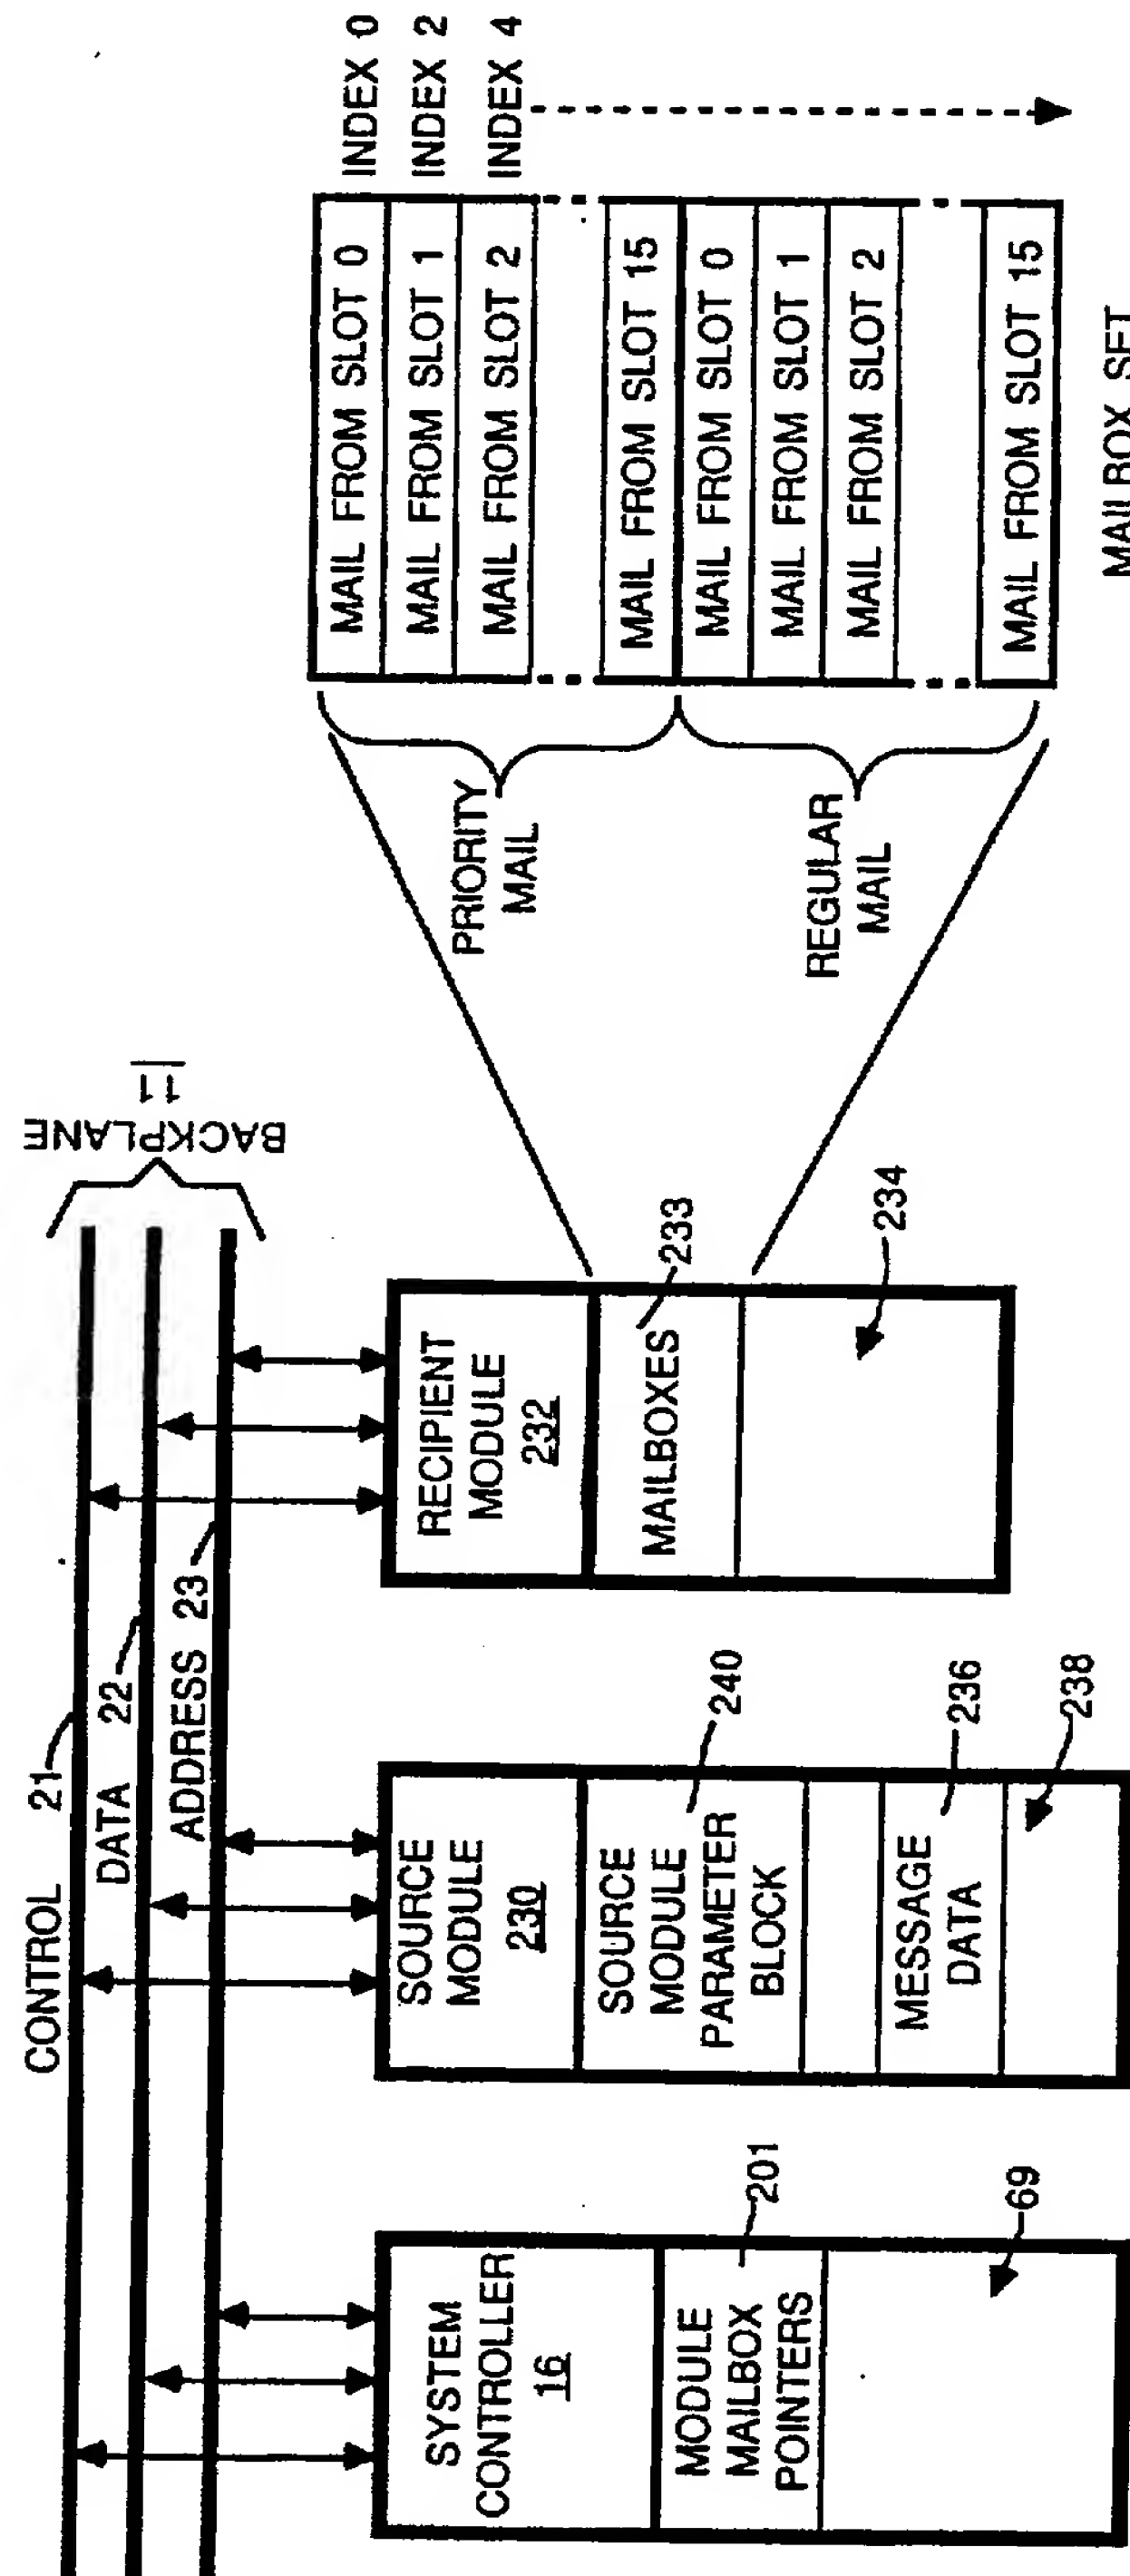 CONTROL 21
DATA 22
ADDRESS 23
BACKPLANE
11
SYSTEM
CONTROLLER
16
MODULE
MAILBOX
POINTERS
201
69
SOURCE
MODULE
230
SOURCE
MODULE
PARAMETER
BLOCK
240
MESSAGE
DATA
236
238
RECIPIENT
MODULE
232
MAILBOXES
233
234
PRIORITY
MAIL
REGULAR
MAIL
MAIL FROM SLOT 0 INDEX 0
MAIL FROM SLOT 1 INDEX 2
MAIL FROM SLOT 2 INDEX 4
MAIL FROM SLOT 15
MAIL FROM SLOT 0
MAIL FROM SLOT 1
MAIL FROM SLOT 2
MAIL FROM SLOT 15
MAILBOX SET